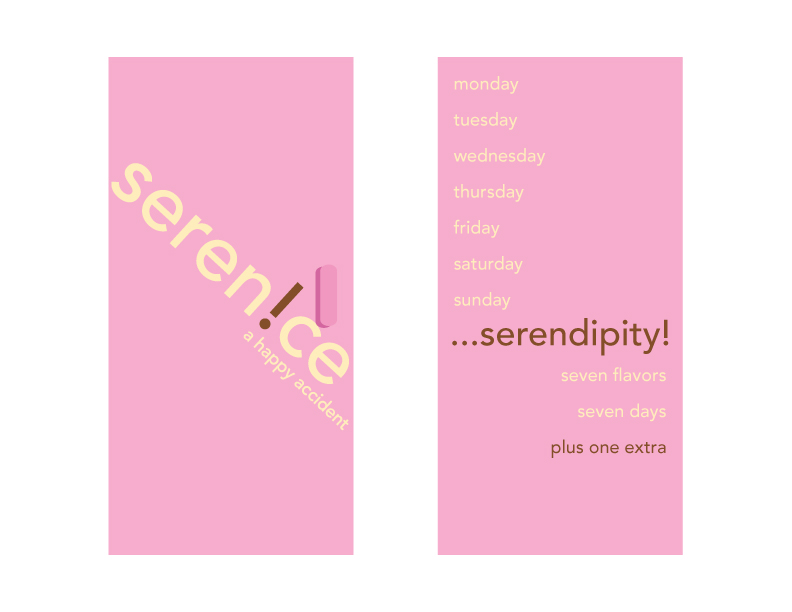 seren!ce
a happy accident
monday
tuesday
wednesday
thursday
friday
saturday
sunday
...serendipity!
seven flavors
seven days
plus one extra